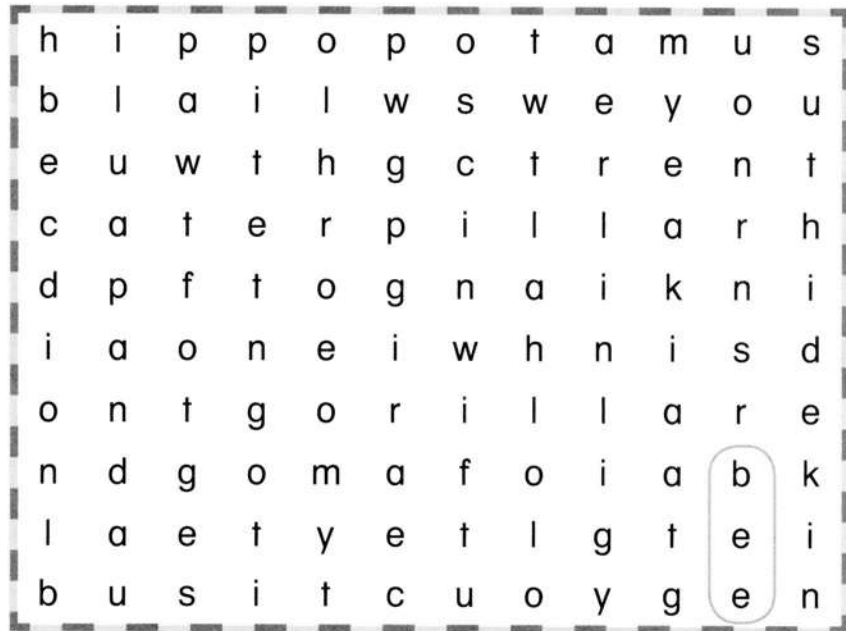 h i p p o p o t a m u s
b l a i l w s w e y o u
e u w t h g c t r e n t
c a t e r p i l l a r h
d p f t o g n a i k n i
i a o n e i w h n i s d
o n t g o r i l l a r e
n d g o m a f o i a b k
l a e t y e t l g t e i
b u s i t c u o y g e n